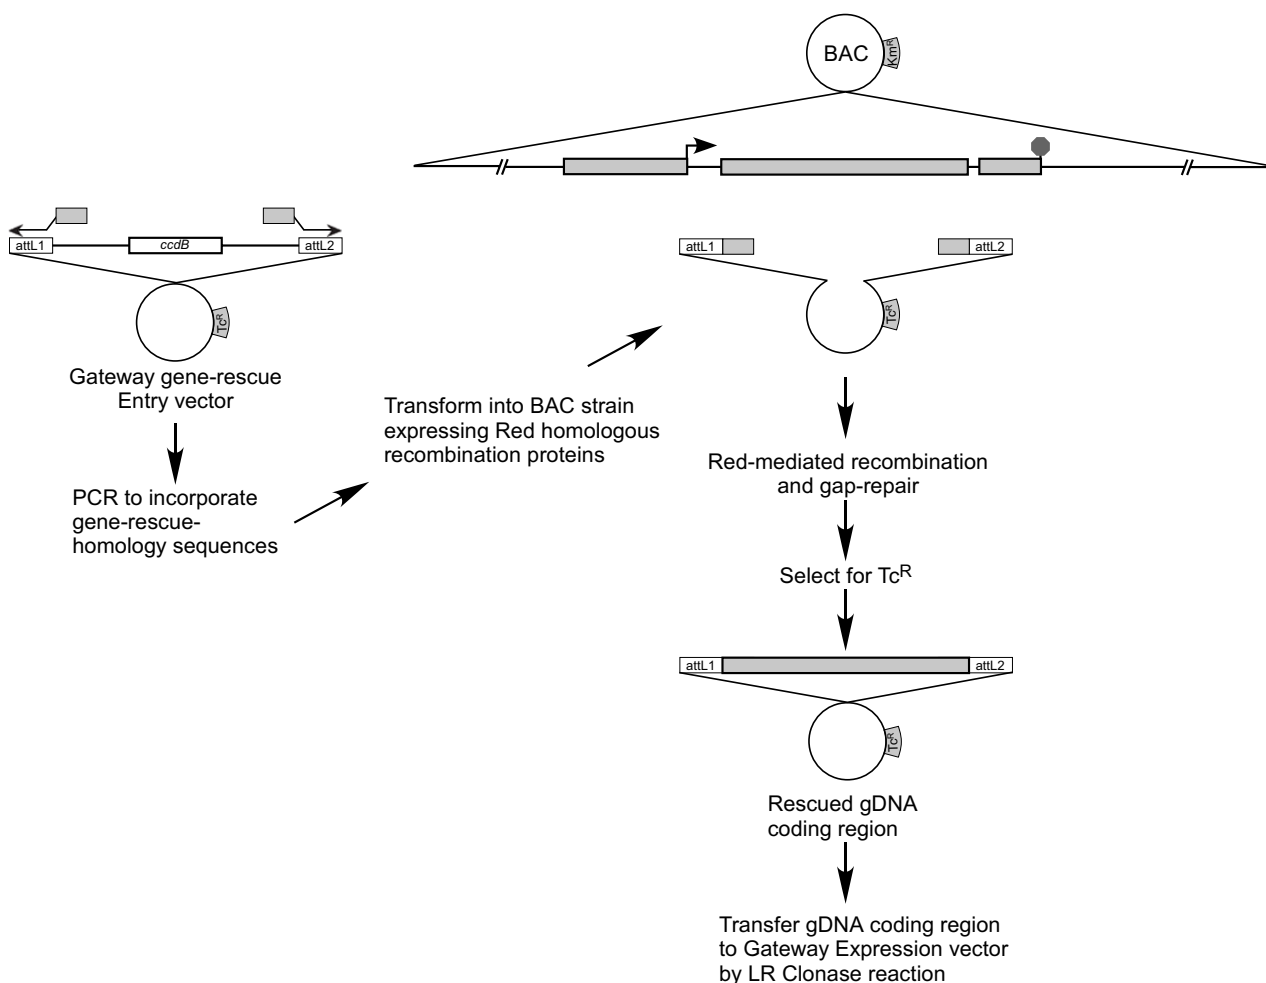 BAC
KmR
attL1
ccdB
attL2
TcR
Gateway gene-rescue
Entry vector
PCR to incorporate
gene-rescue-
homology sequences
Transform into BAC strain
expressing Red homologous
recombination proteins
attL1
attL2
TcR
Red-mediated recombination
and gap-repair
Select for TcR
attL1
attL2
TcR
Rescued gDNA
coding region
Transfer gDNA coding region
to Gateway Expression vector
by LR Clonase reaction